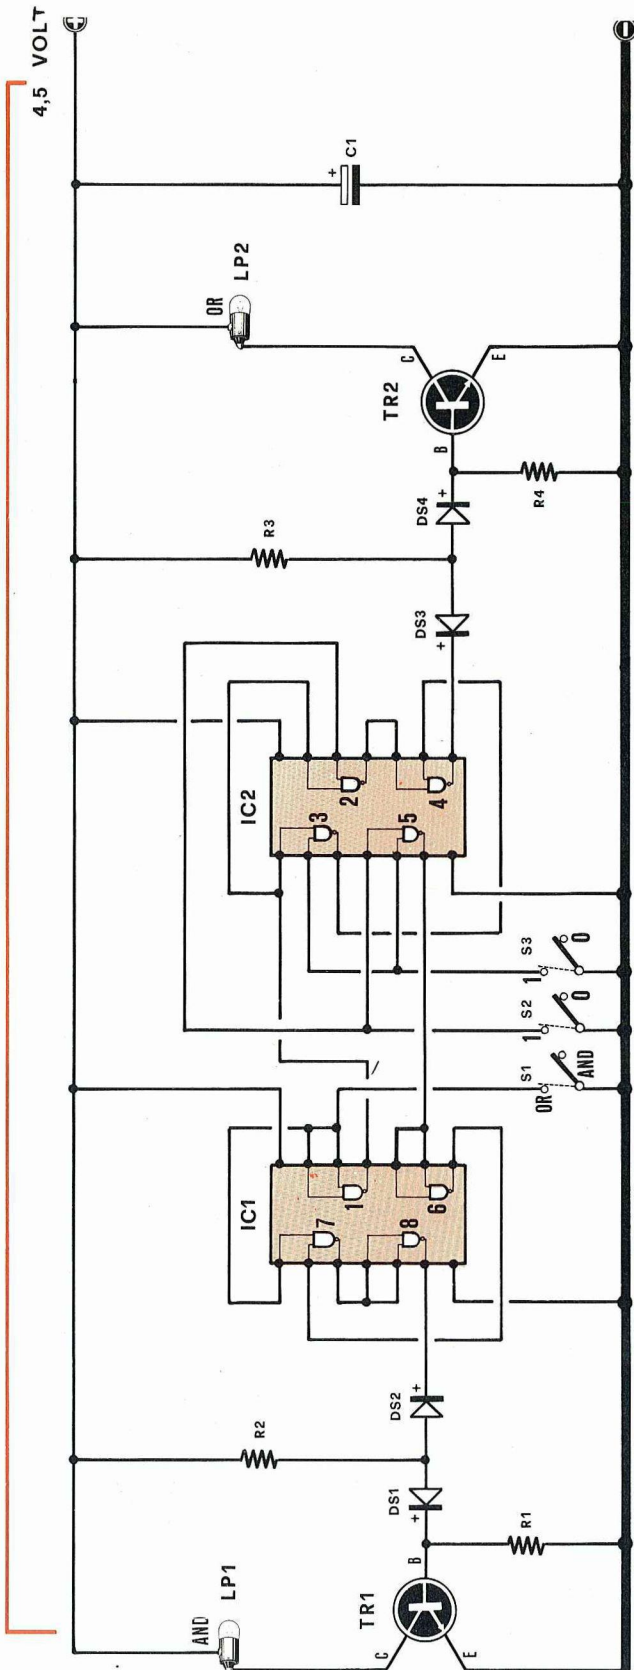 4,5 VOLT
+
C1
+
OR
LP2
C
TR2
B
E
R3
DS4
+
R4
DS3
+
IC2
3
2
5
4
S3
1
0
S2
1
0
S1
OR
AND
IC1
7
1
8
6
DS2
+
R2
DS1
+
R1
AND
LP1
TR1
B
C
E
-